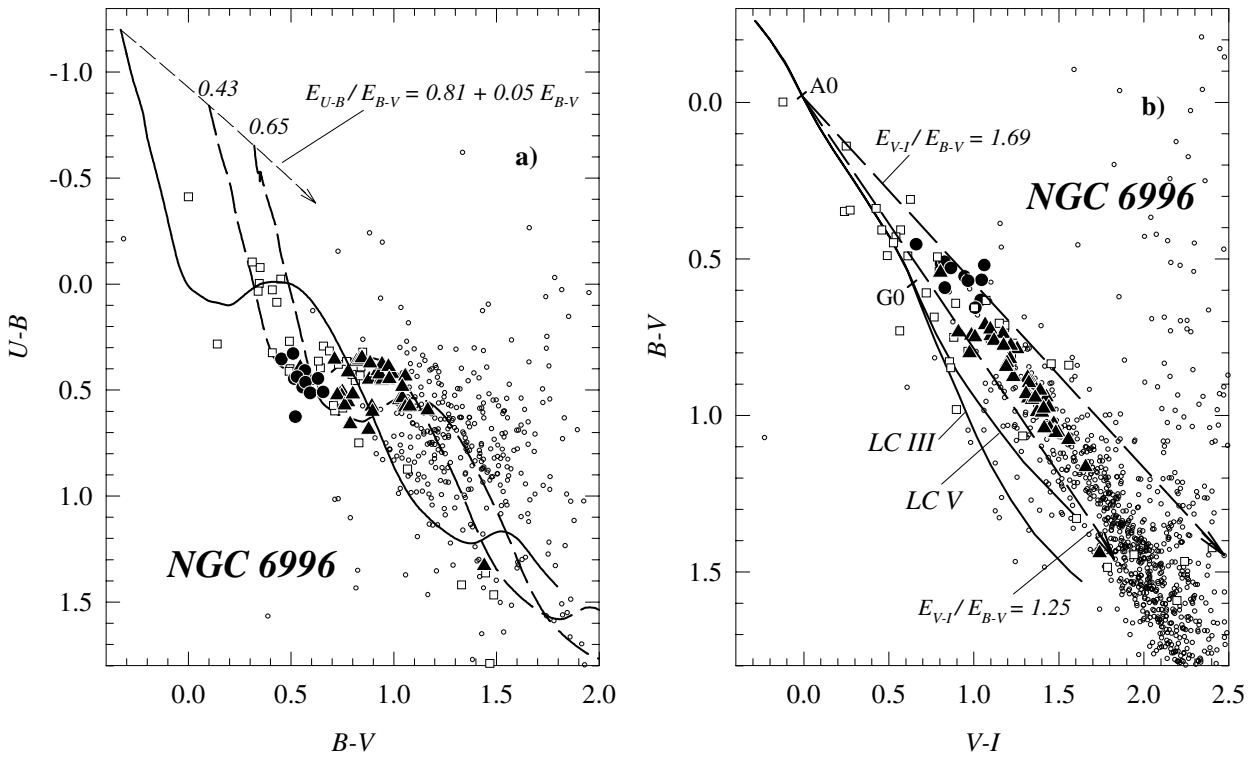 -1.0
-0.5
0.0
0.5
1.0
1.5
U-B
0.43
0.65
E_{U-B} / E_{B-V} = 0.81 + 0.05 E_{B-V}
a)
NGC 6996
0.0
0.5
1.0
1.5
2.0
B-V
0.0
0.5
1.0
1.5
B-V
A0
b)
E_{V-I} / E_{B-V} = 1.69
NGC 6996
G0
LC III
LC V
E_{V-I} / E_{B-V} = 1.25
0.0
0.5
1.0
1.5
2.0
2.5
V-I